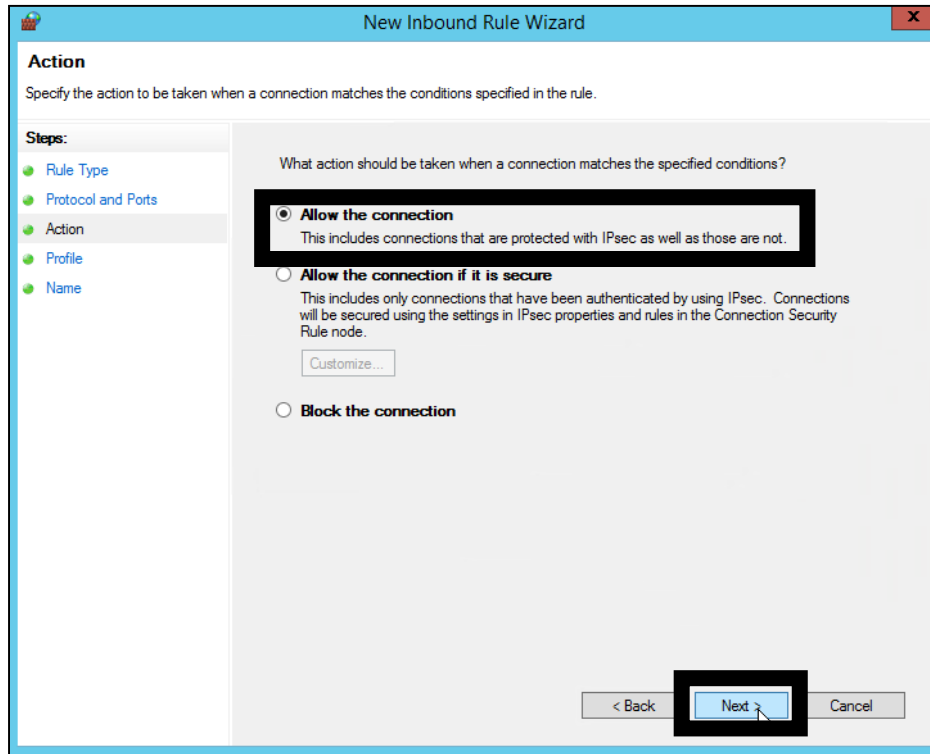 New Inbound Rule Wizard
x
Action
Specify the action to be taken when a connection matches the conditions specified in the rule.
Steps:
Rule Type
Protocol and Ports
Action
Profile
Name
What action should be taken when a connection matches the specified conditions?
Allow the connection
This includes connections that are protected with IPsec as well as those are not.
Allow the connection if it is secure
This includes only connections that have been authenticated by using IPsec. Connections
will be secured using the settings in IPsec properties and rules in the Connection Security
Rule node.
Customize...
Block the connection
< Back
Next >
Cancel